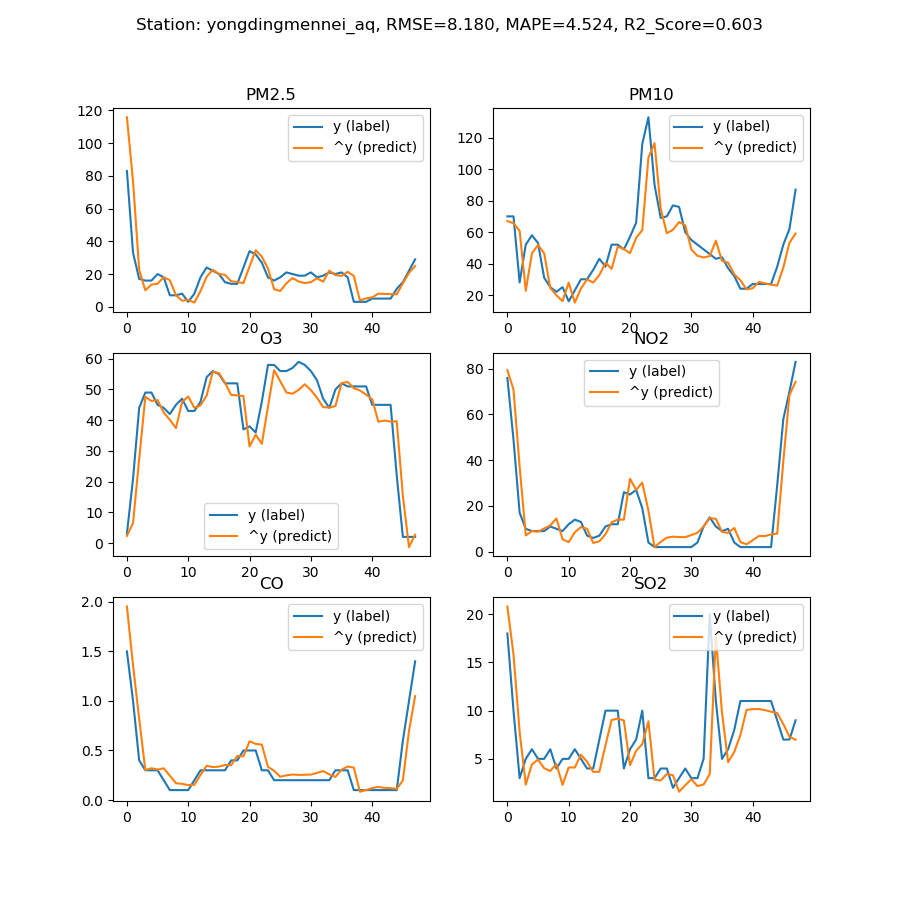 Station: yongdingmennei_aq, RMSE=8.180, MAPE=4.524, R2_Score=0.603
PM2.5
120
100
80
60
40
20
0
y (label)
^y (predict)
0 10 20 30 40
PM10
120
100
80
60
40
20
y (label)
^y (predict)
0 10 20 30 40
O3
60
50
40
30
20
10
0
y (label)
^y (predict)
0 10 20 30 40
NO2
80
60
40
20
0
y (label)
^y (predict)
0 10 20 30 40
CO
2.0
1.5
1.0
0.5
0.0
y (label)
^y (predict)
0 10 20 30 40
SO2
20
15
10
5
y (label)
^y (predict)
0 10 20 30 40